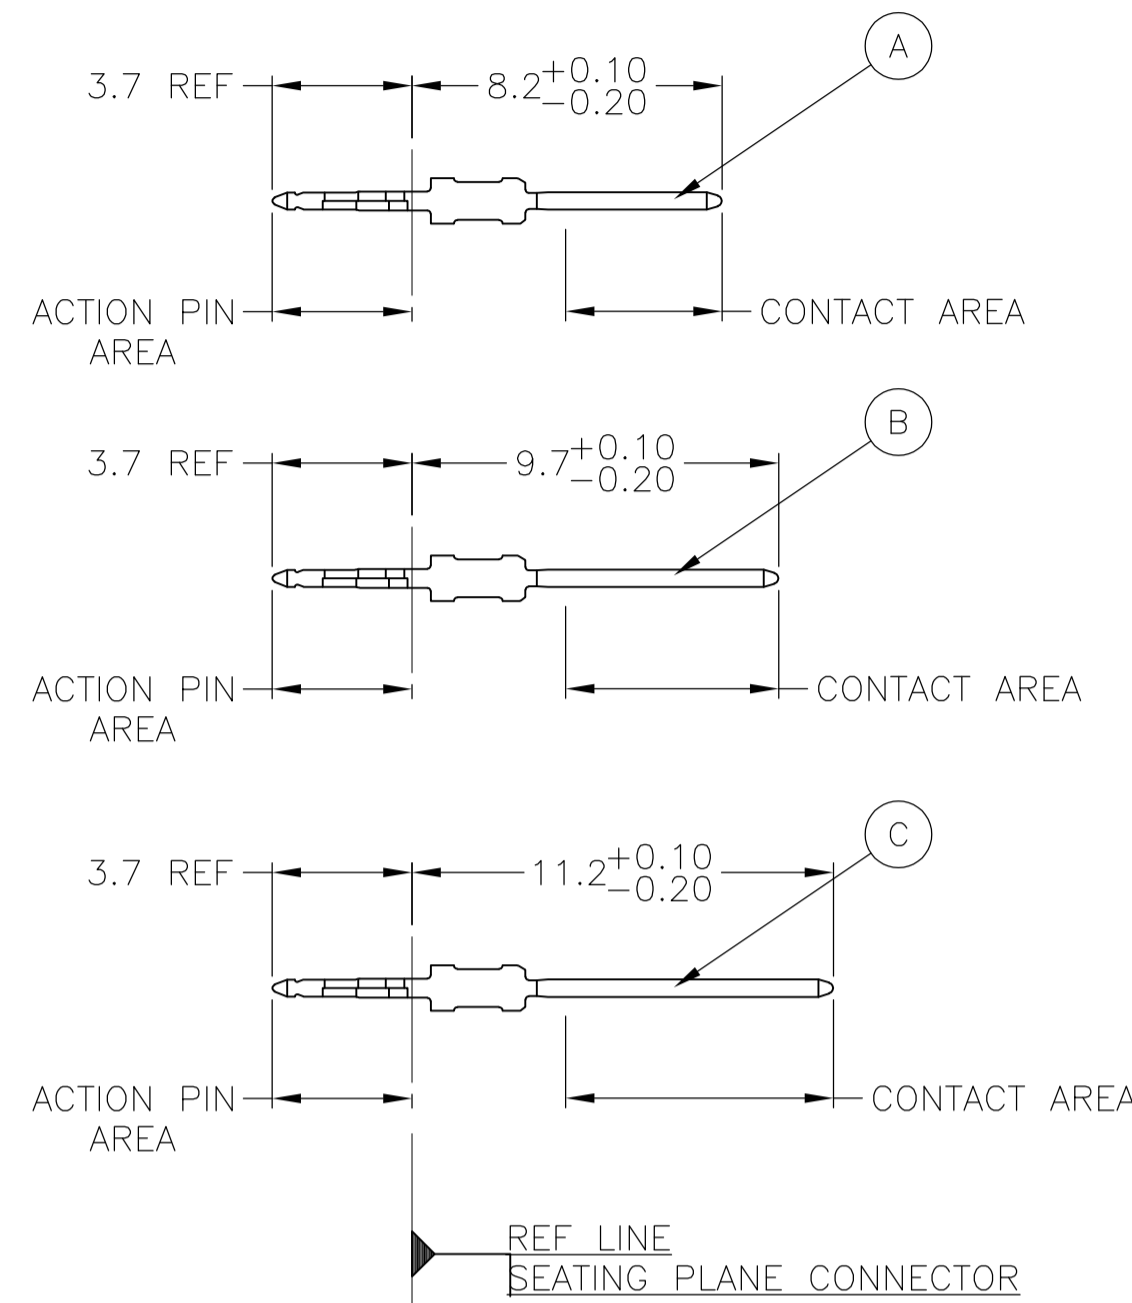 A
3.7 REF 8.2 +0.10
-0.20
ACTION PIN
AREA
CONTACT AREA
B
3.7 REF 9.7 +0.10
-0.20
ACTION PIN
AREA
CONTACT AREA
C
3.7 REF 11.2 +0.10
-0.20
ACTION PIN
AREA
CONTACT AREA
REF LINE
SEATING PLANE CONNECTOR